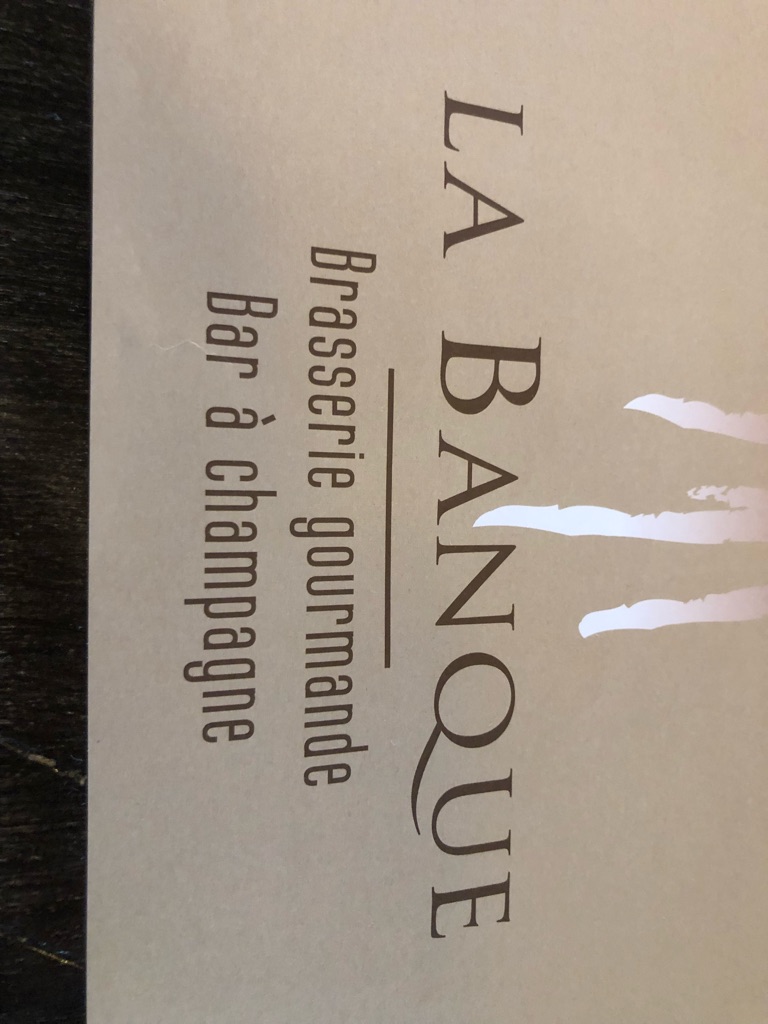 LA BANQUE
Brasserie gourmande
Bar à champagne